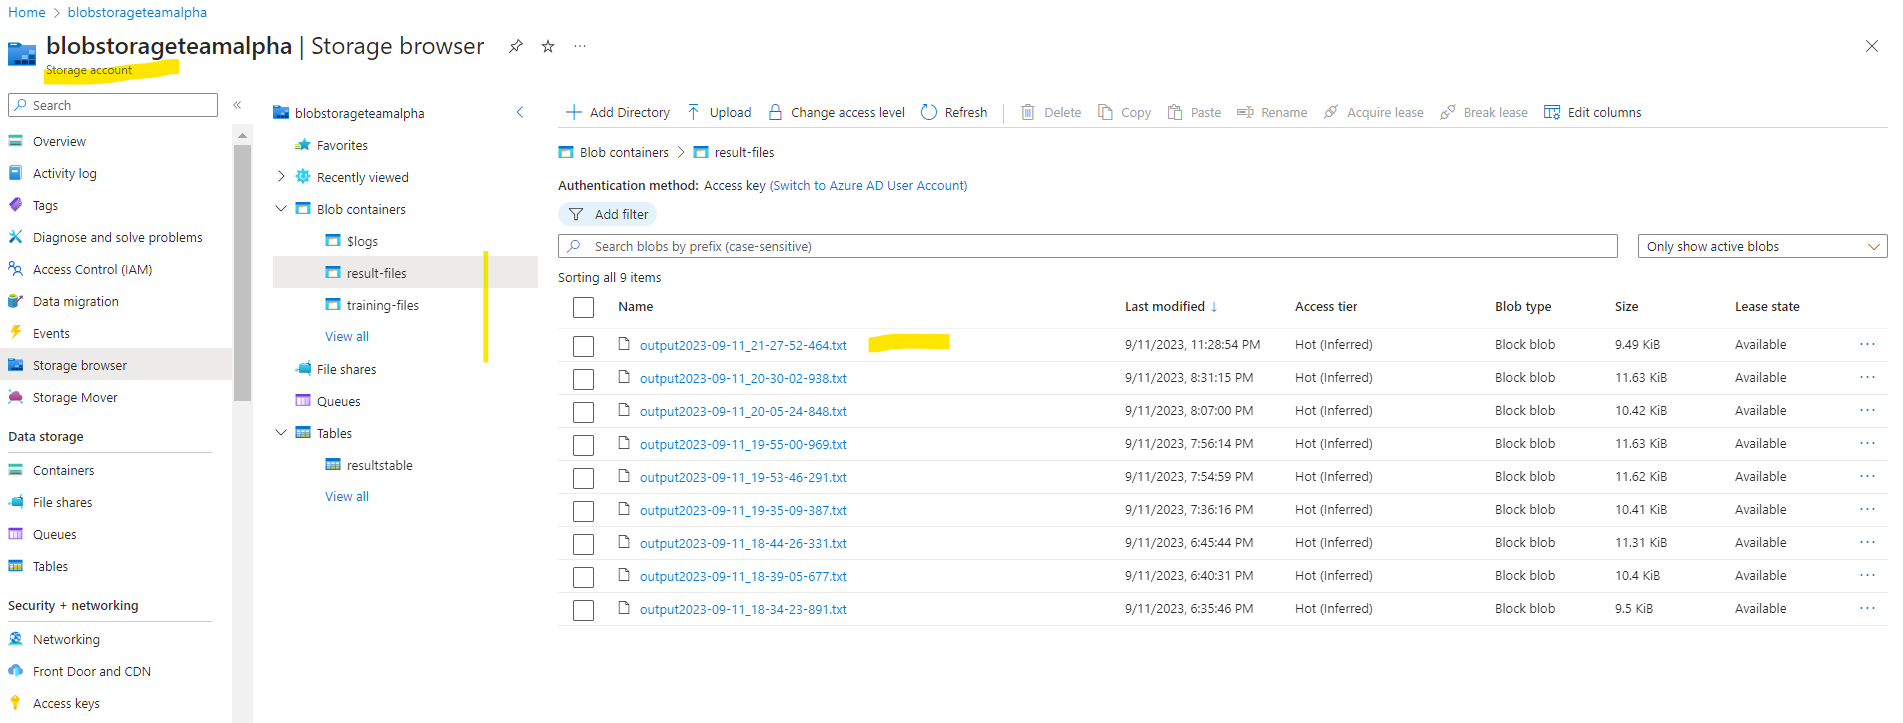 Home > blobstorageteamalpha
blobstorageteamalpha | Storage browser
Storage account
Search
Overview
Activity log
Tags
Diagnose and solve problems
Access Control (IAM)
Data migration
Events
Storage browser
Storage Mover
Data storage
Containers
File shares
Queues
Tables
Security + networking
Networking
Front Door and CDN
Access keys
blobstorageteamalpha
Favorites
Recently viewed
Blob containers
$logs
result-files
training-files
View all
File shares
Queues
Tables
resultstable
View all
Add Directory Upload Change access level Refresh Delete Copy Paste Rename Acquire lease Break lease Edit columns
Blob containers > result-files
Authentication method: Access key (Switch to Azure AD User Account)
Add filter
Search blobs by prefix (case-sensitive) Only show active blobs
Sorting all 9 items
Name Last modified ↓ Access tier Blob type Size Lease state
output2023-09-11_21-27-52-464.txt 9/11/2023, 11:28:54 PM Hot (Inferred) Block blob 9.49 KiB Available
output2023-09-11_20-30-02-938.txt 9/11/2023, 8:31:15 PM Hot (Inferred) Block blob 11.63 KiB Available
output2023-09-11_20-05-24-848.txt 9/11/2023, 8:07:00 PM Hot (Inferred) Block blob 10.42 KiB Available
output2023-09-11_19-55-00-969.txt 9/11/2023, 7:56:14 PM Hot (Inferred) Block blob 11.63 KiB Available
output2023-09-11_19-53-46-291.txt 9/11/2023, 7:54:59 PM Hot (Inferred) Block blob 11.62 KiB Available
output2023-09-11_19-35-09-387.txt 9/11/2023, 7:36:16 PM Hot (Inferred) Block blob 10.41 KiB Available
output2023-09-11_18-44-26-331.txt 9/11/2023, 6:45:44 PM Hot (Inferred) Block blob 11.31 KiB Available
output2023-09-11_18-39-05-677.txt 9/11/2023, 6:40:31 PM Hot (Inferred) Block blob 10.4 KiB Available
output2023-09-11_18-34-23-891.txt 9/11/2023, 6:35:46 PM Hot (Inferred) Block blob 9.5 KiB Available